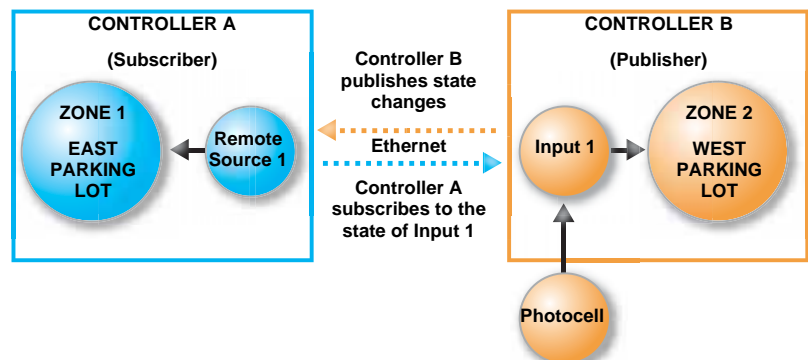 CONTROLLER A
(Subscriber)
ZONE 1
EAST
PARKING
LOT
Remote
Source 1
Controller B
publishes state
changes
Ethernet
Controller A
subscribes to the
state of Input 1
CONTROLLER B
(Publisher)
Input 1
ZONE 2
WEST
PARKING
LOT
Photocell